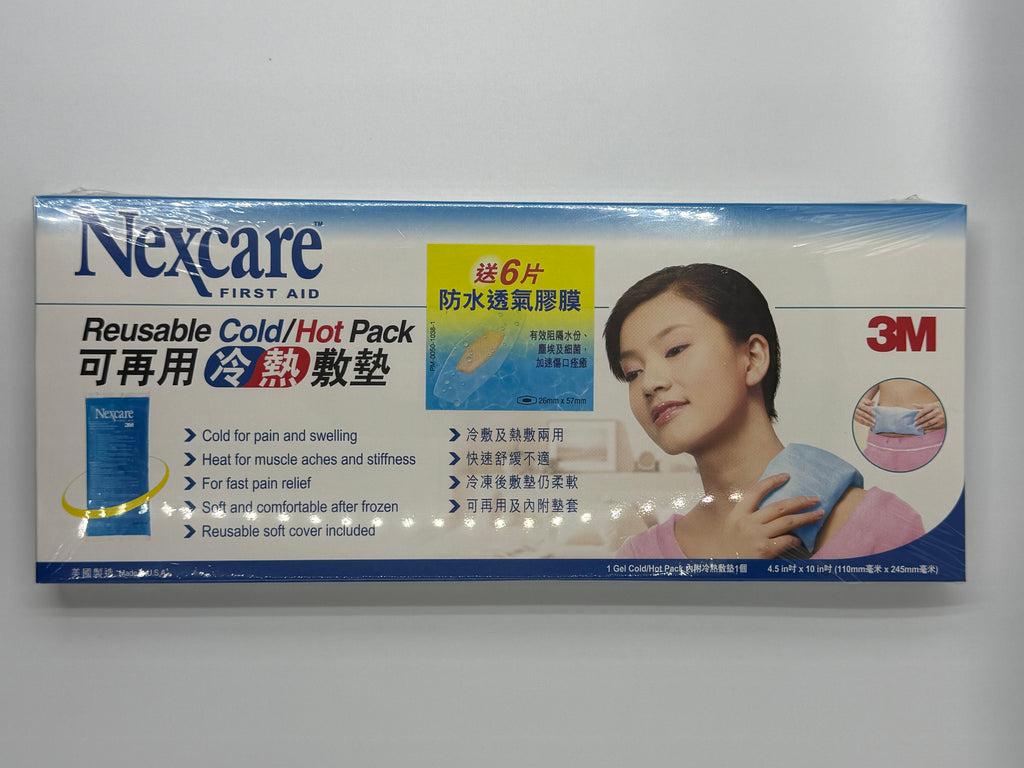 Nexcare™
FIRST AID
Reusable Cold/Hot Pack
可再用冷熱敷墊
Nexcare
3M
Cold for pain and swelling
Heat for muscle aches and stiffness
For fast pain relief
Soft and comfortable after frozen
Reusable soft cover included
送6片
防水透氣膠膜
有效阻隔水份、
塵埃及細菌，
加速傷口痊癒
26mm x 57mm
PM-0050-1038-1
冷敷及熱敷兩用
快速舒緩不適
冷凍後敷墊仍柔軟
可再用及內附墊套
3M
美國製造 Made in U.S.A.
1 Gel Cold/Hot Pack 內附冷熱敷墊1個
4.5 in吋 x 10 in吋 (110mm毫米 x 245mm毫米)